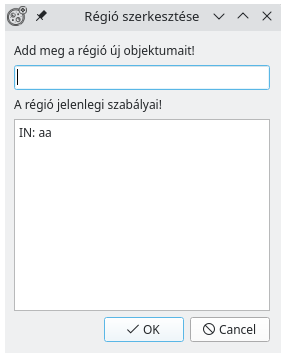 Régió szerkesztése
Add meg a régió új objektumait!
A régió jelenlegi szabályai!
IN: aa
OK
Cancel